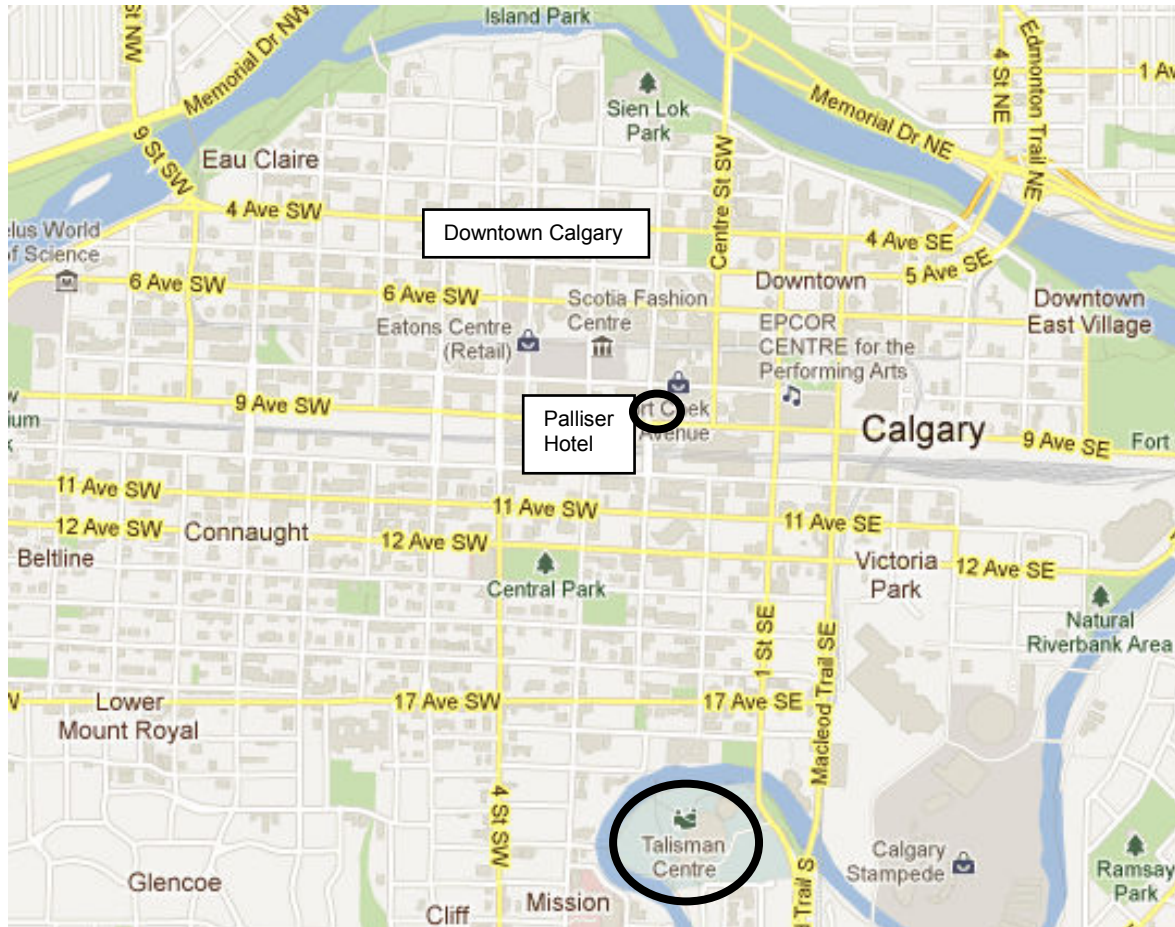 St NW
Island Park
Memorial Dr NW
Edmonton Trail NE
4 St NE
1 Av
Sien Lok
Park
Memorial Dr NE
9 St SW
Eau Claire
Centre St SW
4 Ave SW
Downtown Calgary
elus World
of Science
4 Ave SE
5 Ave SE
6 Ave SW
6 Ave SW
Downtown
Scotia Fashion
Centre
Downtown
East Village
Eatons Centre
(Retail)
EPCOR
CENTRE for the
Performing Arts
9 Ave SW
Palliser
Hotel
Avenue
Calgary
9 Ave SE
Fort
ium
11 Ave SW
11 Ave SW
11 Ave SE
12 Ave SW
Connaught
12 Ave SW
Beltline
Victoria
Park
12 Ave SE
Central Park
Natural
Riverbank Area
1 St SE
Macleod Trail SE
Lower
Mount Royal
17 Ave SW
17 Ave SE
W
4 St SW
Talisman
Centre
Calgary
Stampede
Ramsay
Park
Glencoe
Mission
Cliff
Trail S